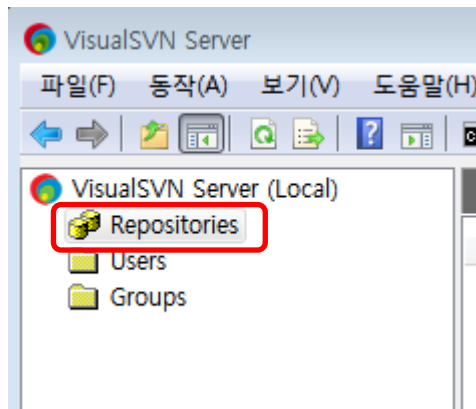 VisualSVN Server
파일(F) 동작(A) 보기(V) 도움말(H)
VisualSVN Server (Local)
Repositories
Users
Groups